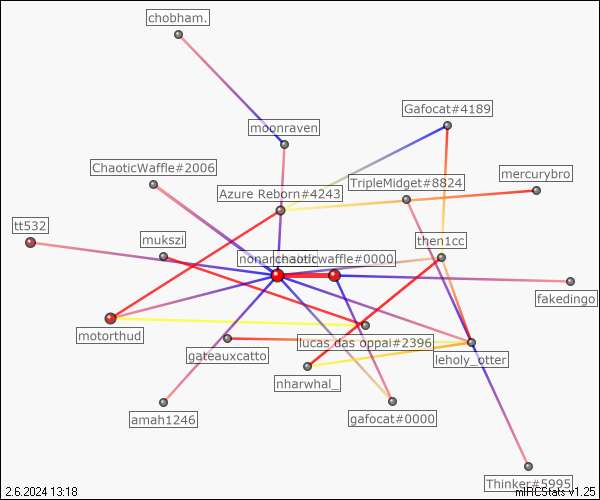 chobham.
Gafocat#4189
moonraven
ChaoticWaffle#2006
mercurybro
TripleMidget#8824
Azure Reborn#4243
tt532
mukszi
then1cc
chaoticwaffle#0000
fakedingo
motorthud
lucas.das.oppai#2396
gateauxcatto
leholy_otter
nharwhal_
amah1246
gafocat#0000
Thinker#5995
2.6.2024 13:18
mIRCStats v1.25